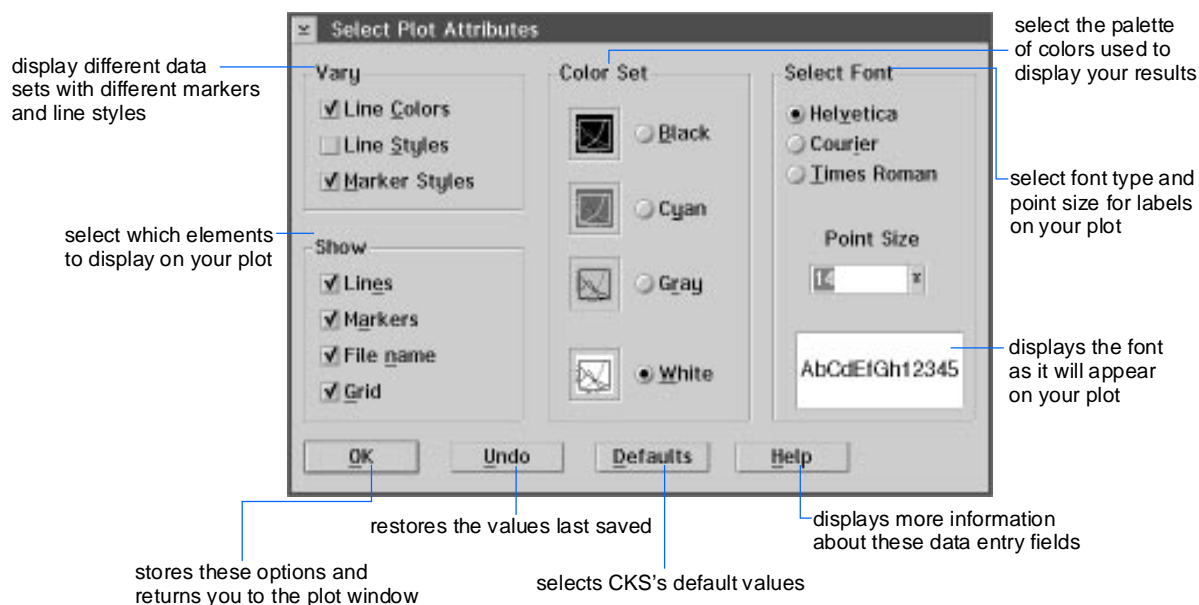 Select Plot Attributes
display different data
sets with different markers
and line styles
select the palette
of colors used to
display your results
Vary
Line Colors
Line Styles
Marker Styles
select which elements
to display on your plot
Show
Lines
Markers
File name
Grid
Color Set
Black
Cyan
Gray
White
Select Font
Helvetica
Courier
Times Roman
select font type and
point size for labels
on your plot
Point Size
14
AbCdEfGh12345
displays the font
as it will appear
on your plot
OK
Undo
Defaults
Help
restores the values last saved
displays more information
about these data entry fields
stores these options and
returns you to the plot window
selects CKS's default values